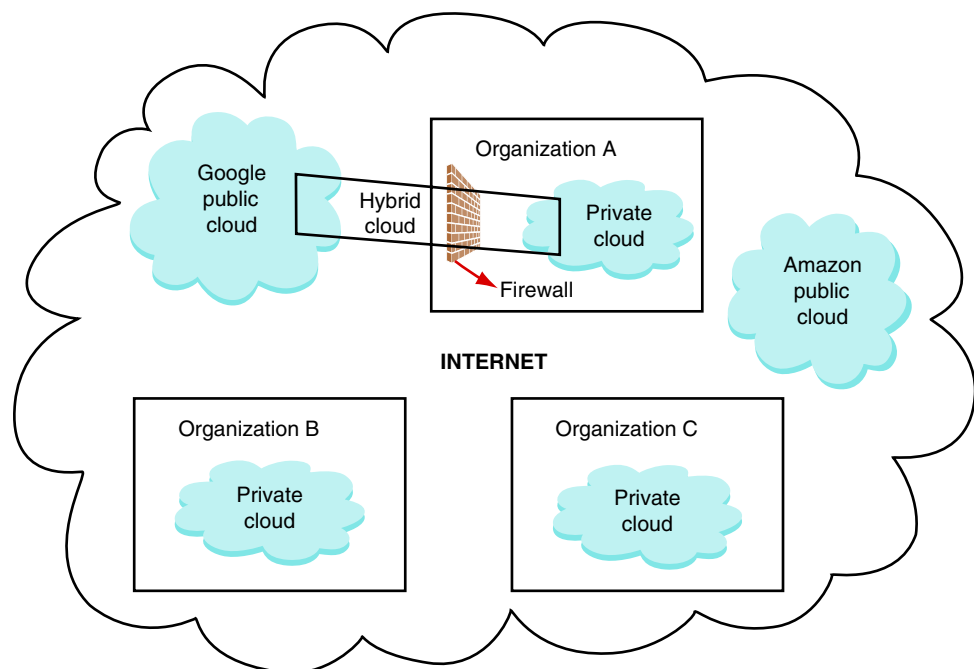 Organization A
Google
public
cloud
Hybrid
cloud
Private
cloud
Firewall
Amazon
public
cloud
INTERNET
Organization B
Private
cloud
Organization C
Private
cloud